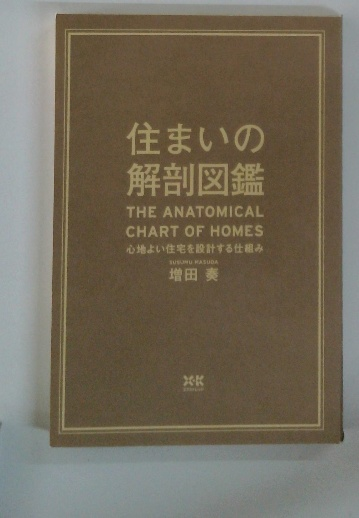 住まいの
解剖図鑑
THE ANATOMICAL
CHART OF HOMES
心地よい住宅を設計する仕組み
SUSUMU MASUDA
増田 奏